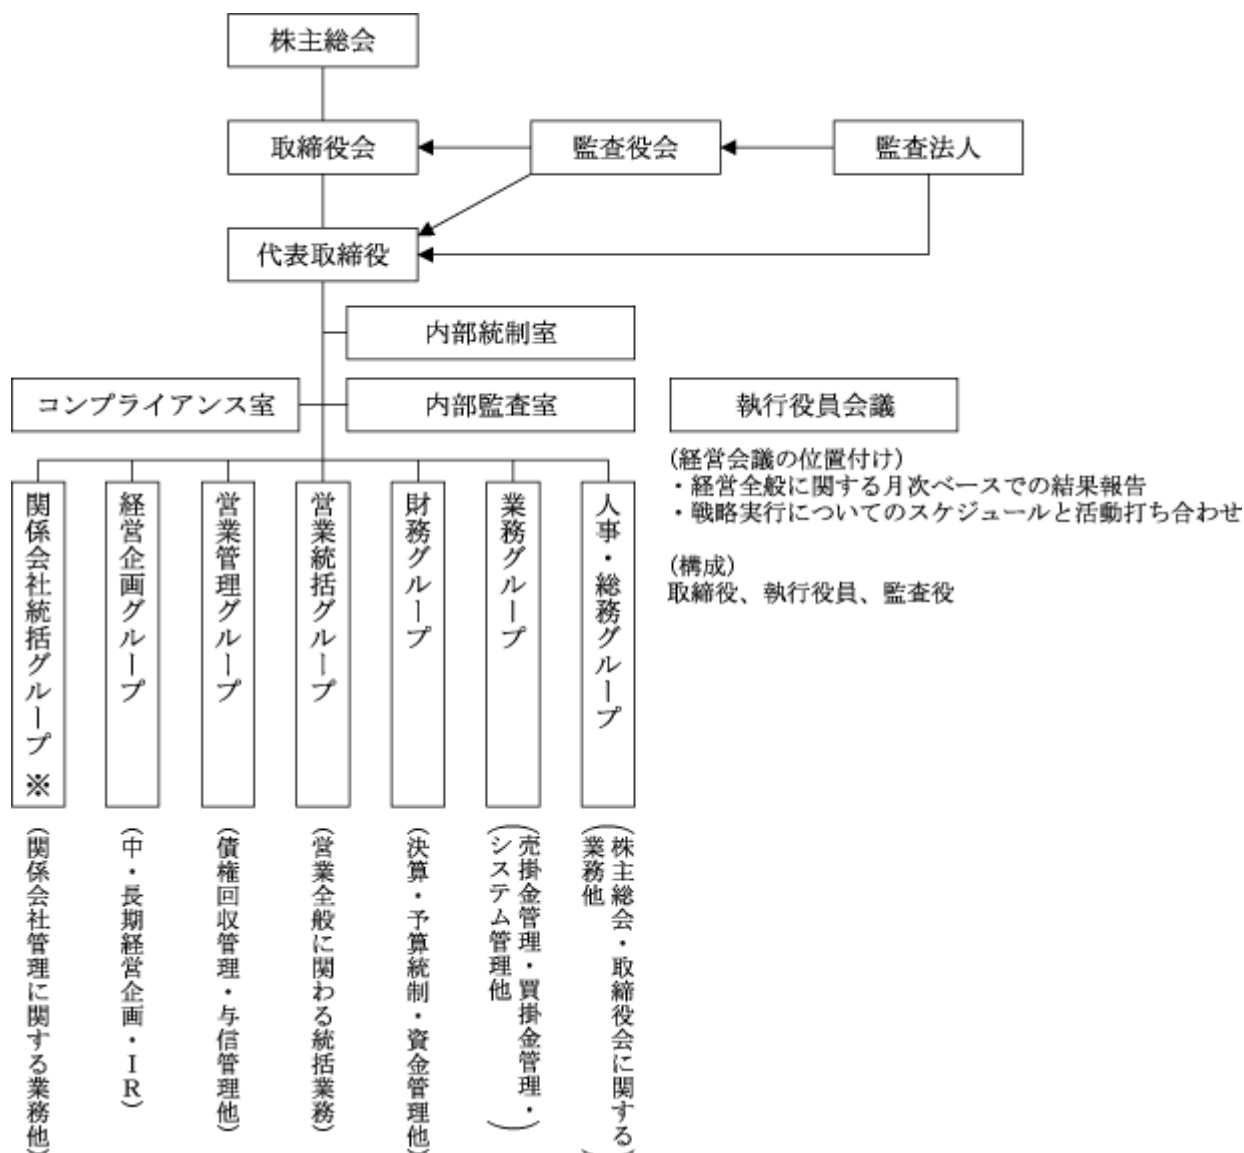 株主総会
取締役会
監査役会
監査法人
代表取締役
内部統制室
コンプライアンス室
内部監査室
執行役員会議
(経営会議の位置付け)
・経営全般に関する月次ベースでの結果報告
・戦略実行についてのスケジュールと活動打ち合わせ
(構成)
取締役、執行役員、監査役
関係会社統括グループ ※
経営企画グループ
営業管理グループ
営業統括グループ
財務グループ
業務グループ
人事・総務グループ
(関係会社管理に関する業務他)
(中・長期経営企画・IR)
(債権回収管理・与信管理他)
(営業全般に関わる統括業務)
(決算・予算統制・資金管理他)
(売掛金管理・買掛金管理・
システム管理他)
(株主総会・取締役会に関する
業務他)